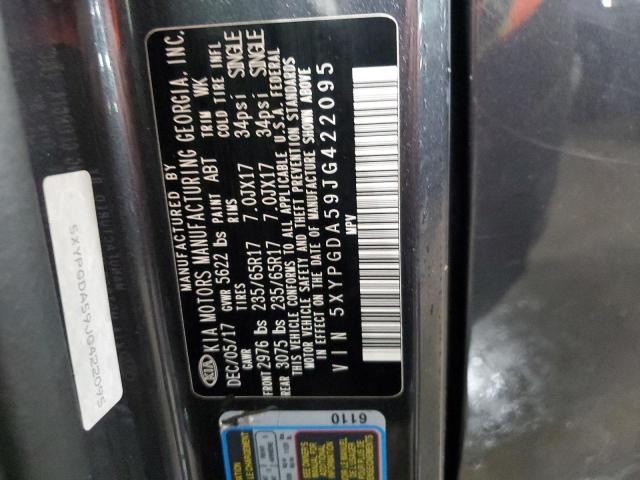 MANUFACTURED BY
KIA KIA MOTORS MANUFACTURING GEORGIA, INC.
DEC/05/17 GVWR 5622 lbs PAINT ABT TRIM WK
GAWR TIRES RIMS COLD TIRE INFL
FRONT 2976 lbs 235/65R17 7.0JX17 34psi SINGLE
REAR 3075 lbs 235/65R17 7.0JX17 34psi SINGLE
THIS VEHICLE CONFORMS TO ALL APPLICABLE U.S.A. FEDERAL
MOTOR VEHICLE SAFETY AND THEFT PREVENTION STANDARDS
IN EFFECT ON THE DATE OF MANUFACTURE SHOWN ABOVE
VIN 5XYPGDA59JG422095
MPV
5XYPGDA59JG422095
6110